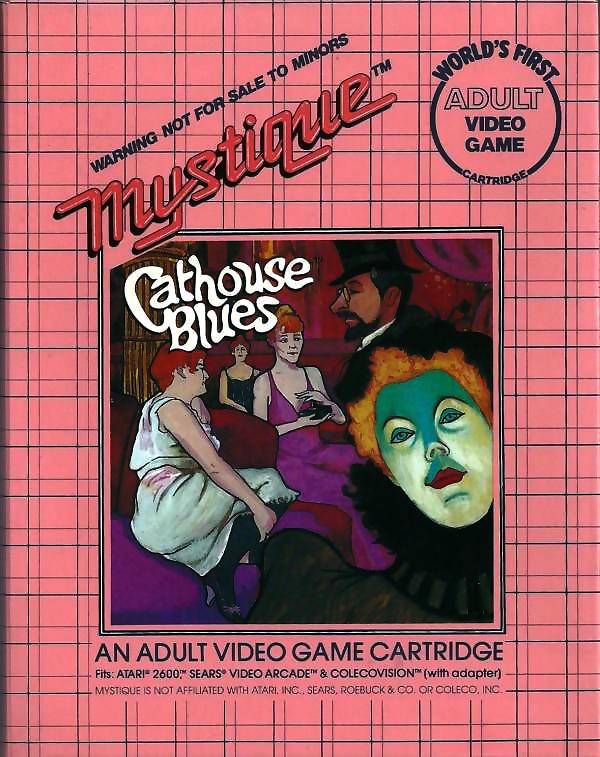 WARNING NOT FOR SALE TO MINORS
Mystique™
WORLD'S FIRST
ADULT
VIDEO
GAME
CARTRIDGE
Cathouse
Blues™
AN ADULT VIDEO GAME CARTRIDGE
Fits: ATARI® 2600,™ SEARS® VIDEO ARCADE™ & COLECOVISION™ (with adapter)
MYSTIQUE IS NOT AFFILIATED WITH ATARI, INC., SEARS, ROEBUCK & CO. OR COLECO, INC.